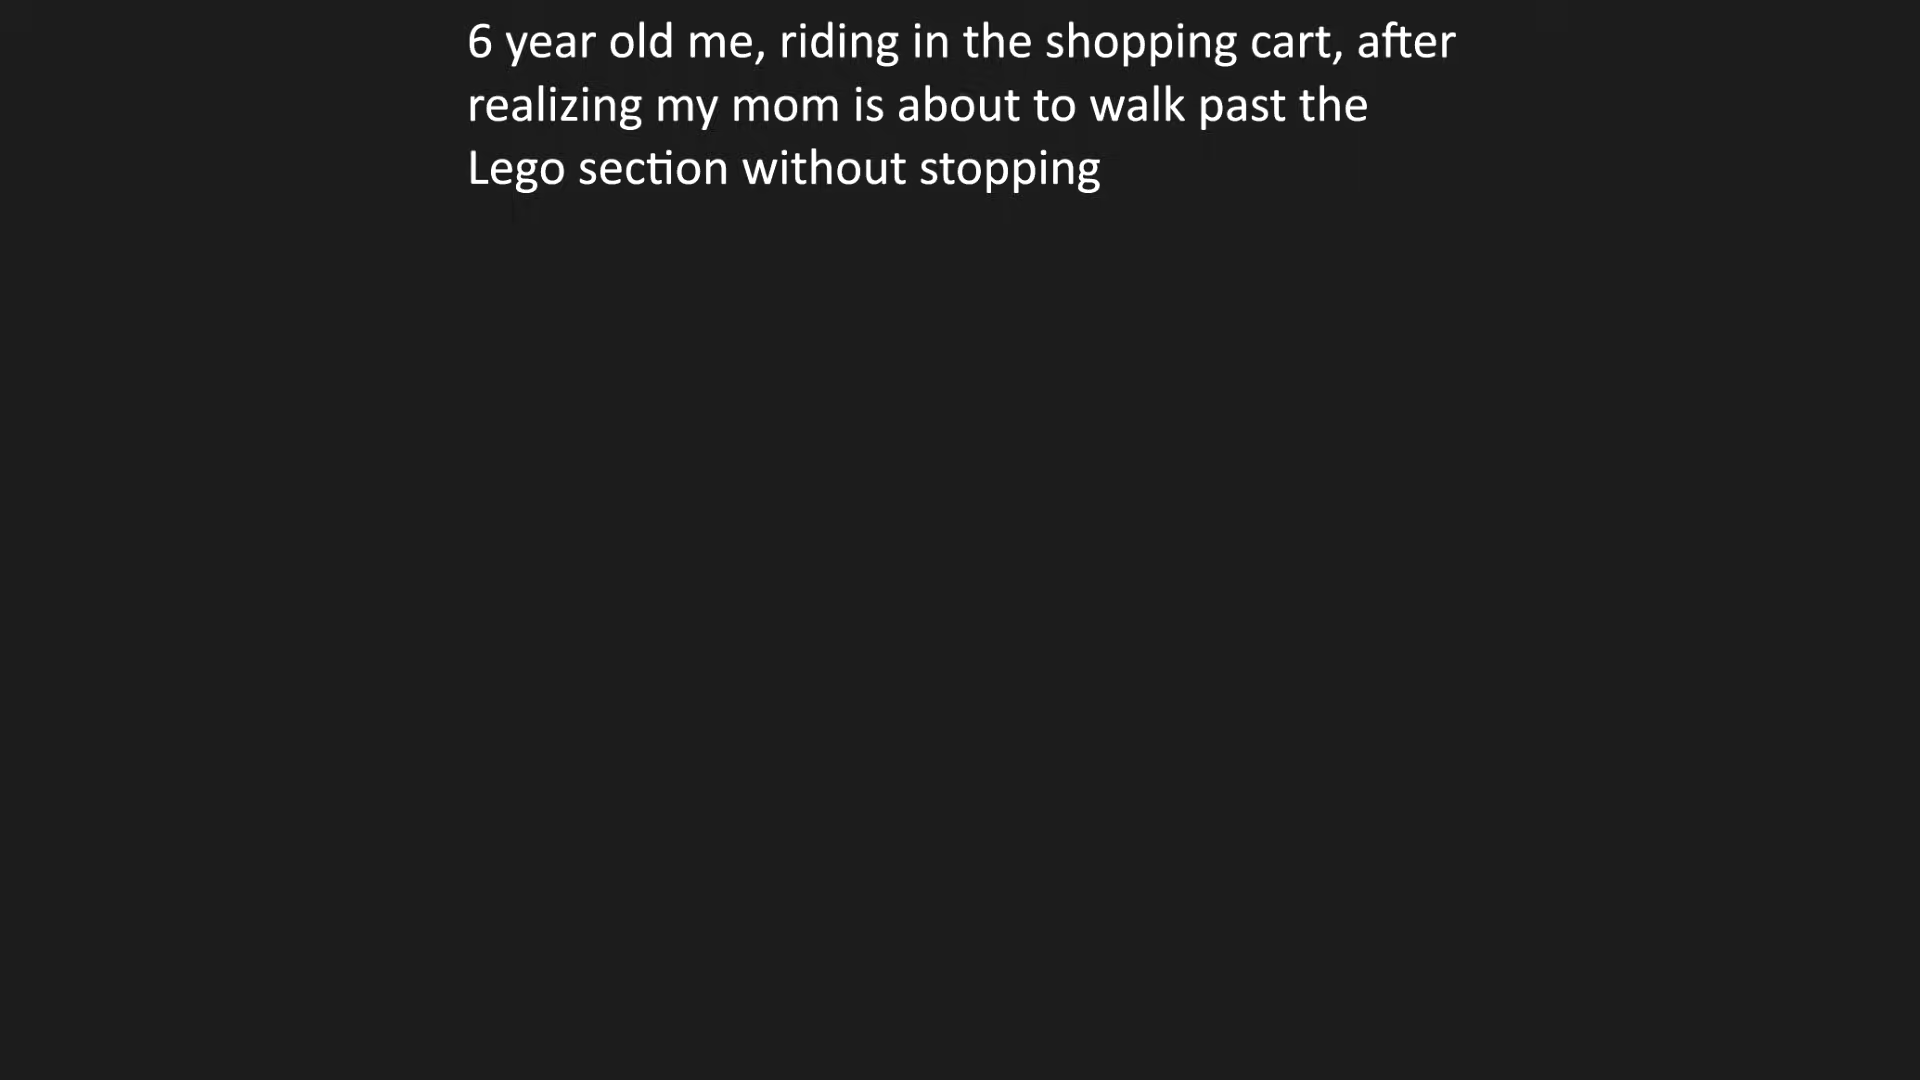 6 year old me, riding in the shopping cart, after
realizing my mom is about to walk past the
Lego section without stopping